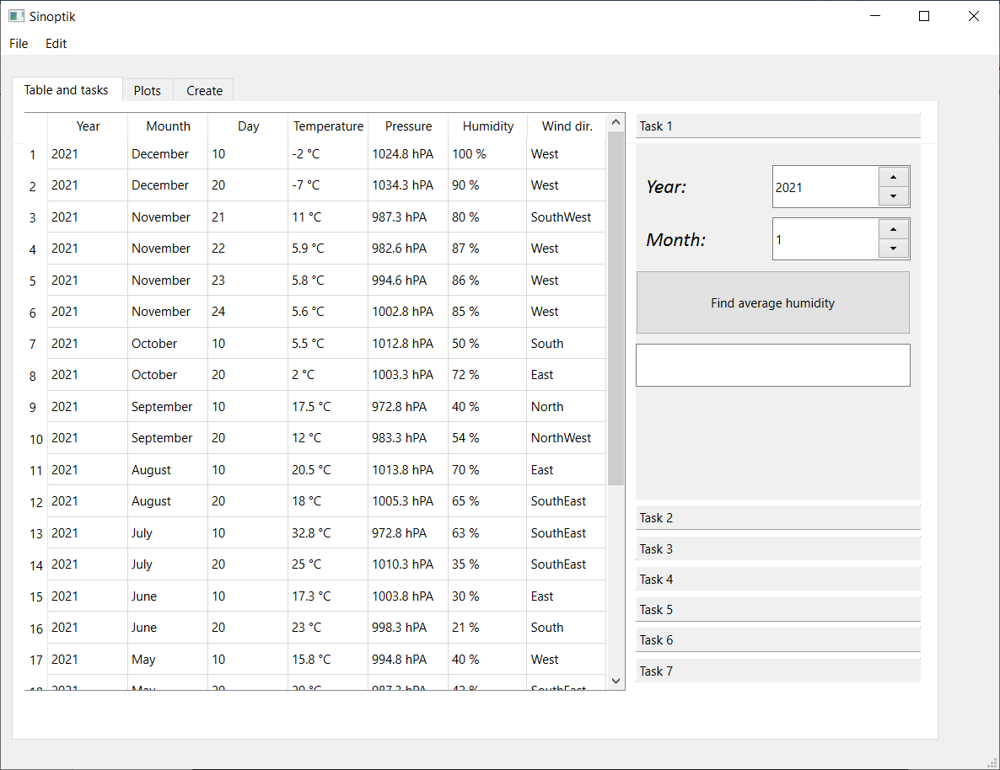 Sinoptik
File Edit
Table and tasks Plots Create
Year Mounth Day Temperature Pressure Humidity Wind dir.
1 2021 December 10 -2 °C 1024.8 hPA 100 % West
2 2021 December 20 -7 °C 1034.3 hPA 90 % West
3 2021 November 21 11 °C 987.3 hPA 80 % SouthWest
4 2021 November 22 5.9 °C 982.6 hPA 87 % West
5 2021 November 23 5.8 °C 994.6 hPA 86 % West
6 2021 November 24 5.6 °C 1002.8 hPA 85 % West
7 2021 October 10 5.5 °C 1012.8 hPA 50 % South
8 2021 October 20 2 °C 1003.3 hPA 72 % East
9 2021 September 10 17.5 °C 972.8 hPA 40 % North
10 2021 September 20 12 °C 983.3 hPA 54 % NorthWest
11 2021 August 10 20.5 °C 1013.8 hPA 70 % East
12 2021 August 20 18 °C 1005.3 hPA 65 % SouthEast
13 2021 July 10 32.8 °C 972.8 hPA 63 % SouthEast
14 2021 July 20 25 °C 1010.3 hPA 35 % SouthEast
15 2021 June 10 17.3 °C 1003.8 hPA 30 % East
16 2021 June 20 23 °C 998.3 hPA 21 % South
17 2021 May 10 15.8 °C 994.8 hPA 40 % West
18 2021 May 20 20 °C 987.3 hPA 42 % SouthEast
Task 1
Year: 2021
Month: 1
Find average humidity
Task 2
Task 3
Task 4
Task 5
Task 6
Task 7